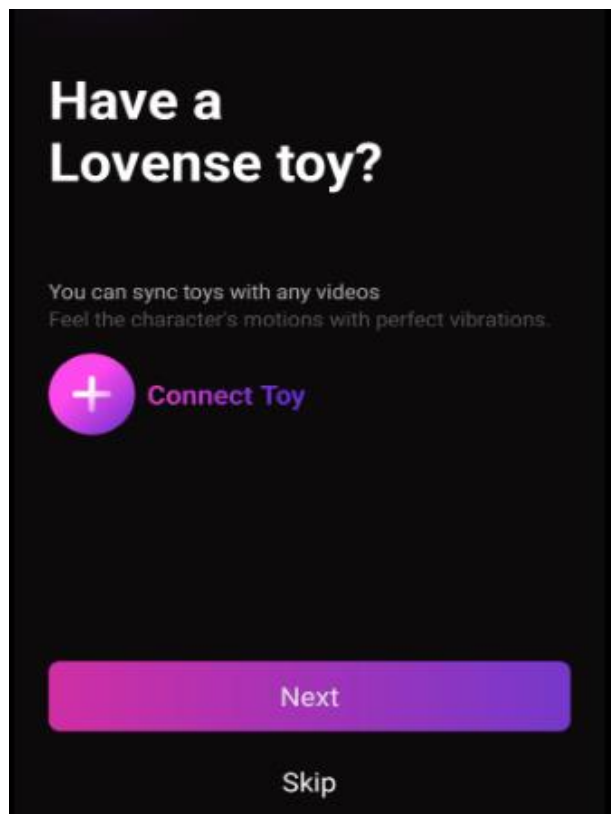 Have a
Lovense toy?
You can sync toys with any videos
Feel the character's motions with perfect vibrations.
Connect Toy
Next
Skip